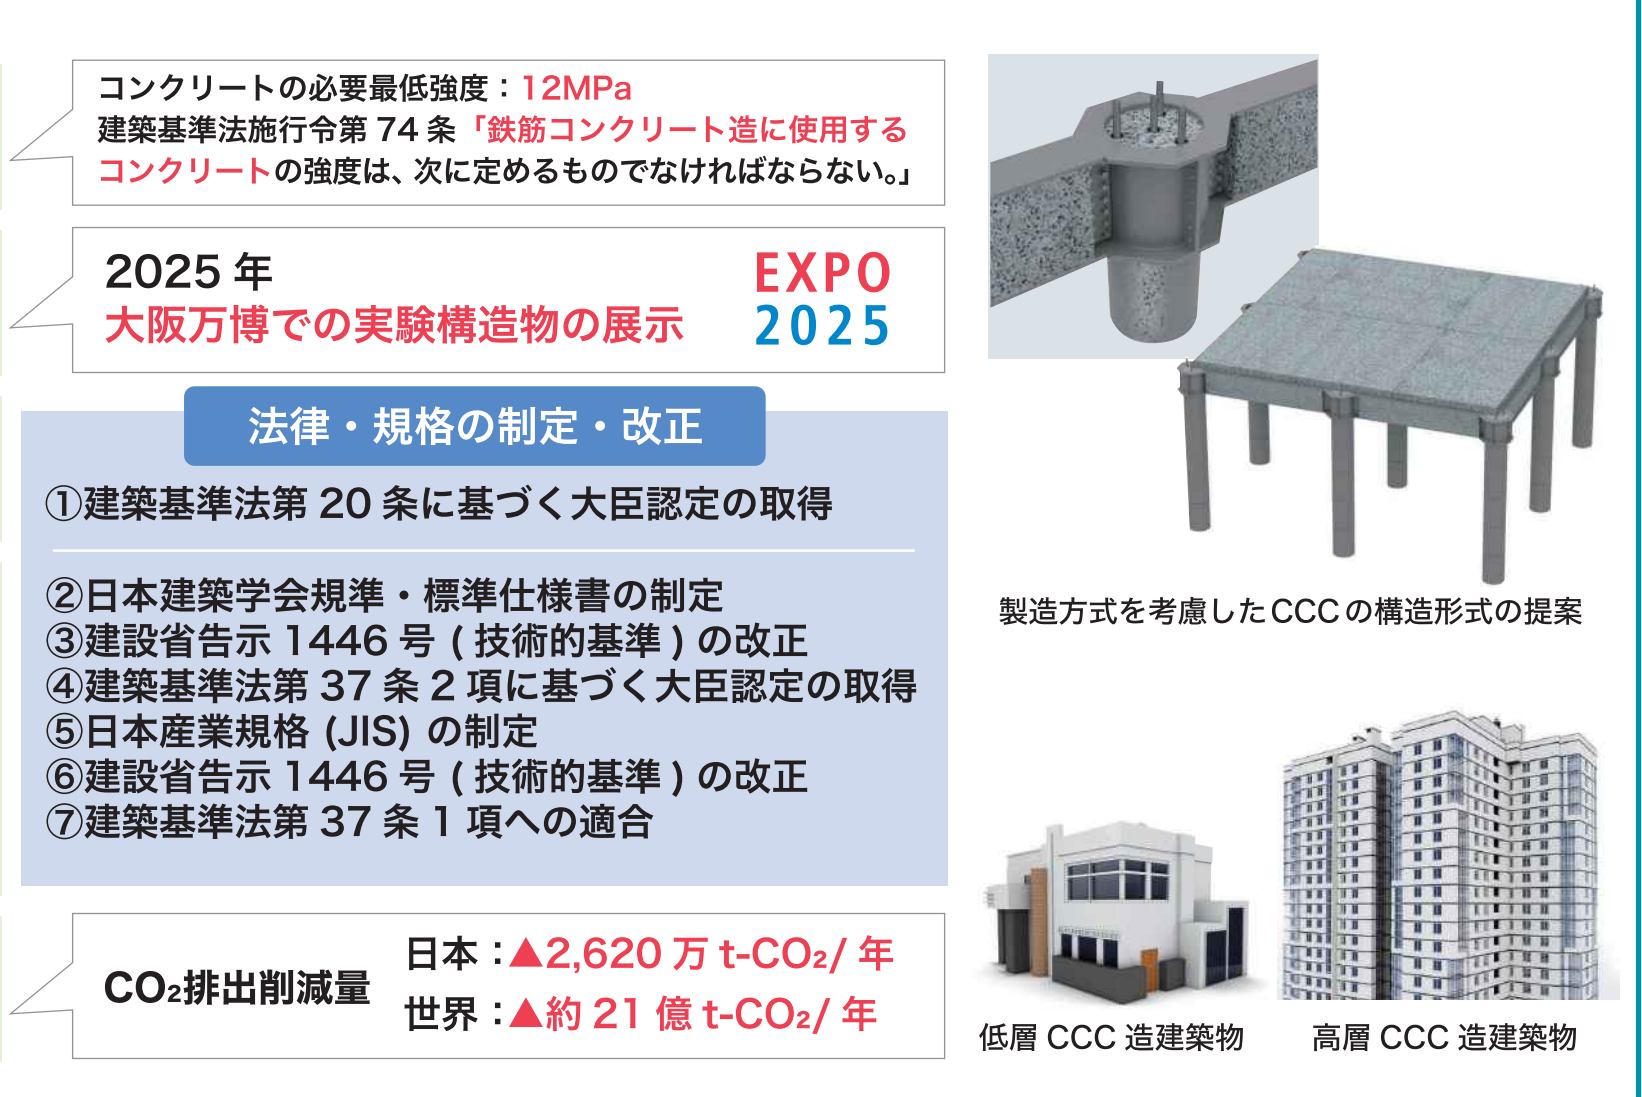 コンクリートの必要最低強度：12MPa
建築基準法施行令第 74 条「鉄筋コンクリート造に使用する
コンクリートの強度は、次に定めるものでなければならない。」
2025 年
大阪万博での実験構造物の展示
EXPO
2025
法律・規格の制定・改正
①建築基準法第 20 条に基づく大臣認定の取得
②日本建築学会規準・標準仕様書の制定
③建設省告示 1446 号 ( 技術的基準 ) の改正
④建築基準法第 37 条 2 項に基づく大臣認定の取得
⑤日本産業規格 (JIS) の制定
⑥建設省告示 1446 号 ( 技術的基準 ) の改正
⑦建築基準法第 37 条 1 項への適合
CO₂排出削減量
日本：▲2,620 万 t-CO₂/ 年
世界：▲約 21 億 t-CO₂/ 年
製造方式を考慮したCCCの構造形式の提案
低層 CCC 造建築物
高層 CCC 造建築物